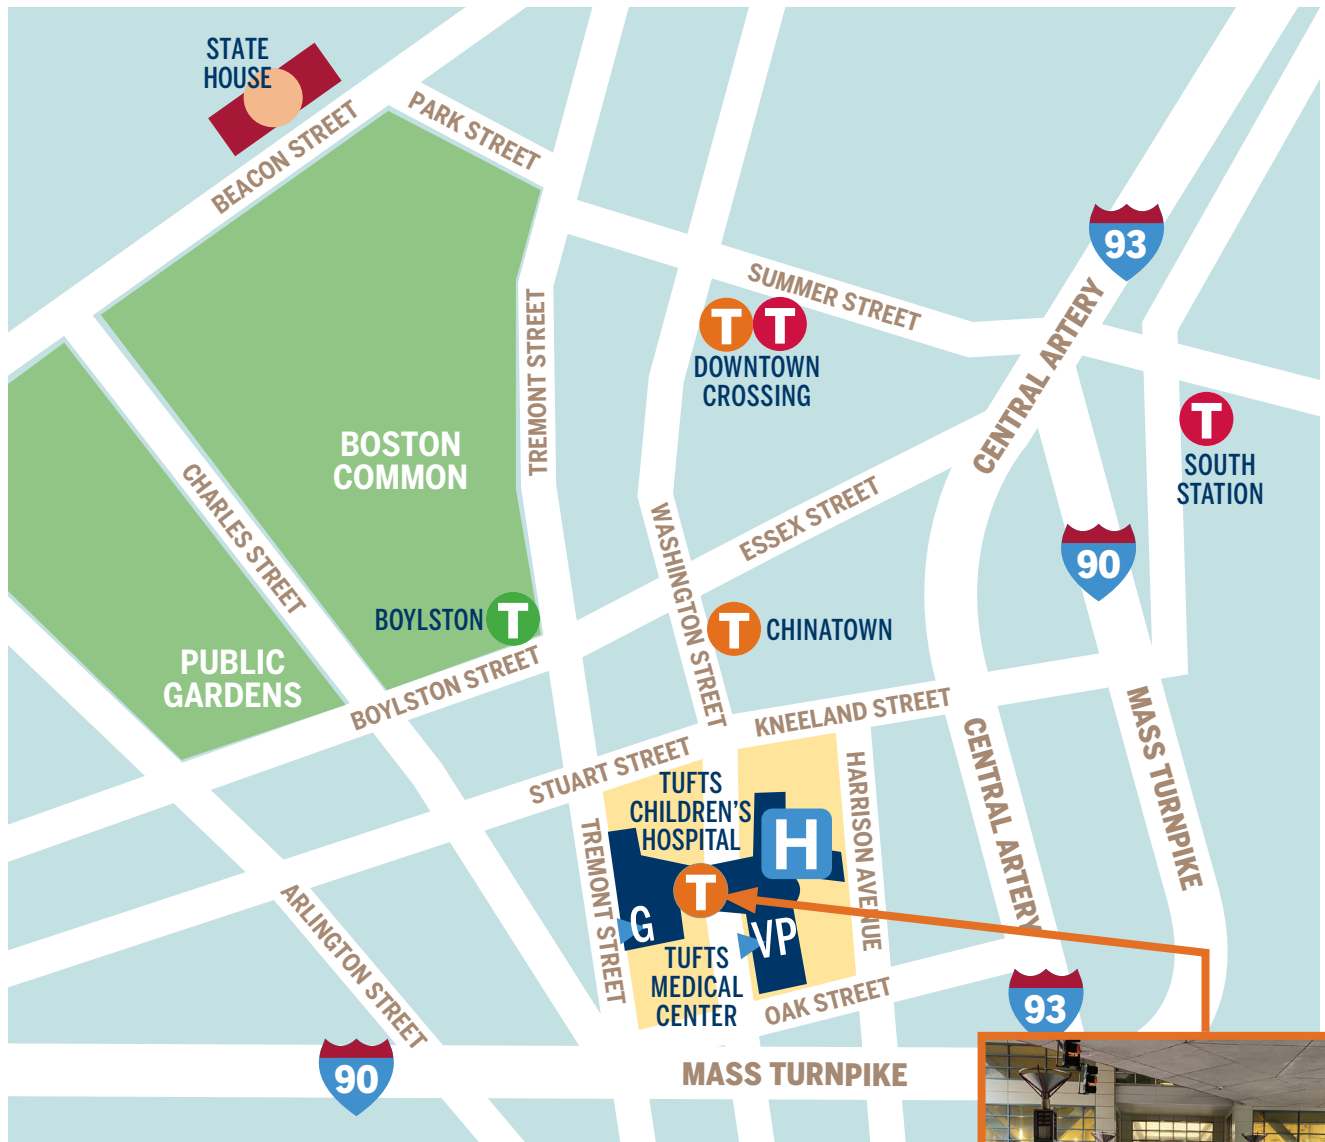 STATE
HOUSE
BEACON STREET
PARK STREET
93
SUMMER STREET
T T
DOWNTOWN
CROSSING
TREMONT STREET
CENTRAL ARTERY
T
SOUTH
STATION
BOSTON
COMMON
CHARLES STREET
WASHINGTON STREET
ESSEX STREET
90
BOYLSTON T
T CHINATOWN
PUBLIC
GARDENS
BOYLSTON STREET
KNEELAND STREET
STUART STREET
CENTRAL ARTERY
MASS TURNPIKE
HARRISON AVENUE
TUFTS
CHILDREN'S
HOSPITAL
H
TREMONT STREET
T
G
VP
ARLINGTON STREET
TUFTS
MEDICAL
CENTER
OAK STREET
93
90
MASS TURNPIKE